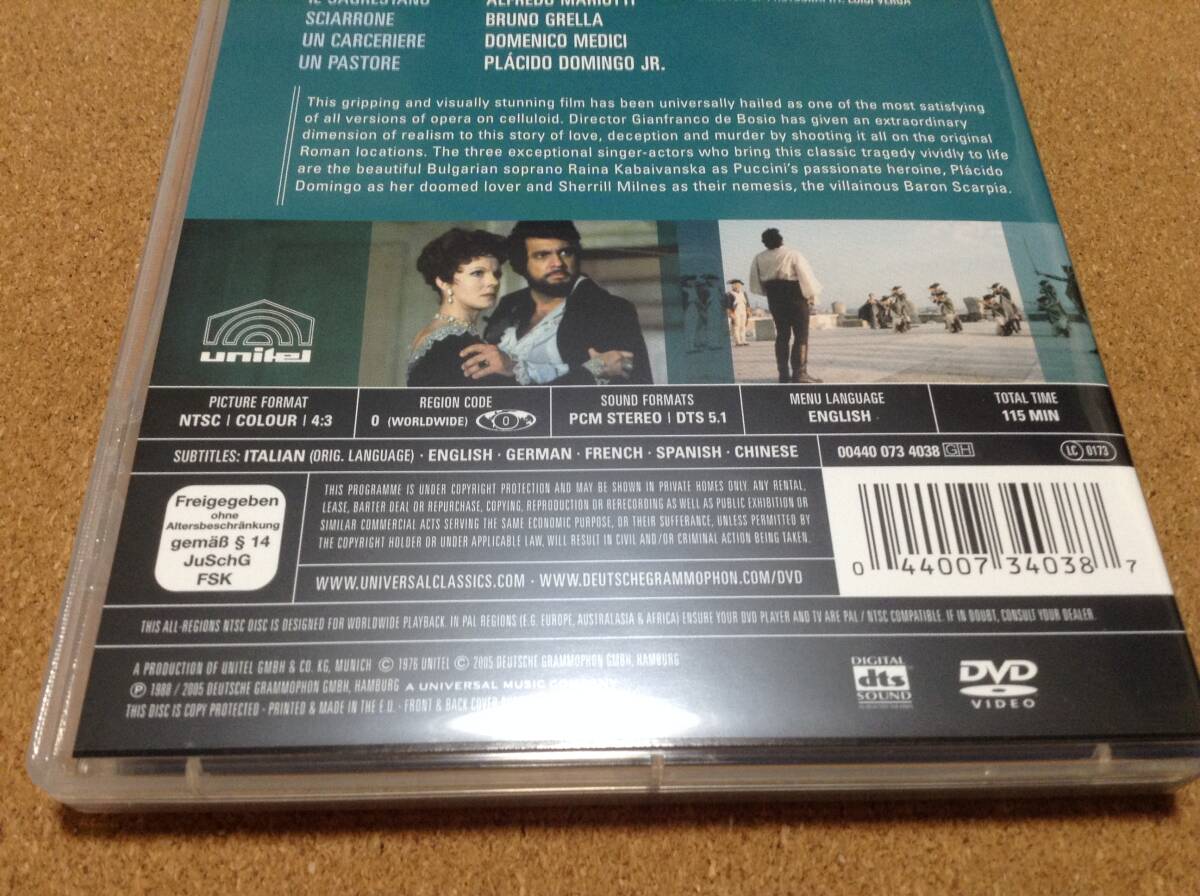 IL SAGRESTANO ALFREDO MARIOTTI
LUIGI VERGA
SCIARRONE BRUNO GRELLA
UN CARCERIERE DOMENICO MEDICI
UN PASTORE PLÁCIDO DOMINGO JR.
This gripping and visually stunning film has been universally hailed as one of the most satisfying
of all versions of opera on celluloid. Director Gianfranco de Bosio has given an extraordinary
dimension of realism to this story of love, deception and murder by shooting it all on the original
Roman locations. The three exceptional singer-actors who bring this classic tragedy vividly to life
are the beautiful Bulgarian soprano Raina Kabaivanska as Puccini's passionate heroine, Plácido
Domingo as her doomed lover and Sherrill Milnes as their nemesis, the villainous Baron Scarpia.
unitel
PICTURE FORMAT
NTSC | COLOUR | 4:3
REGION CODE
0 (WORLDWIDE) 0
SOUND FORMATS
PCM STEREO | DTS 5.1
MENU LANGUAGE
ENGLISH
TOTAL TIME
115 MIN
SUBTITLES: ITALIAN (ORIG. LANGUAGE) · ENGLISH · GERMAN · FRENCH · SPANISH · CHINESE
00440 073 4038 GH
LC 0173
Freigegeben
ohne
Altersbeschränkung
gemäß § 14
JuSchG
FSK
THIS PROGRAMME IS UNDER COPYRIGHT PROTECTION AND MAY BE SHOWN IN PRIVATE HOMES ONLY. ANY RENTAL,
LEASE, BARTER DEAL OR REPURCHASE, COPYING, REPRODUCTION OR RERECORDING AS WELL AS PUBLIC EXHIBITION OR
SIMILAR COMMERCIAL ACTS SERVING THE SAME ECONOMIC PURPOSE, OR THEIR SUFFERANCE, UNLESS PERMITTED BY
THE COPYRIGHT HOLDER OR UNDER APPLICABLE LAW, WILL RESULT IN CIVIL AND/OR CRIMINAL ACTION BEING TAKEN.
WWW.UNIVERSALCLASSICS.COM · WWW.DEUTSCHEGRAMMOPHON.COM/DVD
0 44007 34038 7
THIS ALL-REGIONS NTSC DISC IS DESIGNED FOR WORLDWIDE PLAYBACK. IN PAL REGIONS (E.G. EUROPE, AUSTRALASIA & AFRICA) ENSURE YOUR DVD PLAYER AND TV ARE PAL / NTSC COMPATIBLE. IF IN DOUBT, CONSULT YOUR DEALER.
A PRODUCTION OF UNITEL GMBH & CO. KG, MUNICH © 1976 UNITEL © 2005 DEUTSCHE GRAMMOPHON GMBH, HAMBURG
℗ 1988 / 2005 DEUTSCHE GRAMMOPHON GMBH, HAMBURG A UNIVERSAL MUSIC COMPANY
THIS DISC IS COPY PROTECTED · PRINTED & MADE IN THE E.U. · FRONT & BACK COVER
DIGITAL
dts
SOUND
DVD
VIDEO